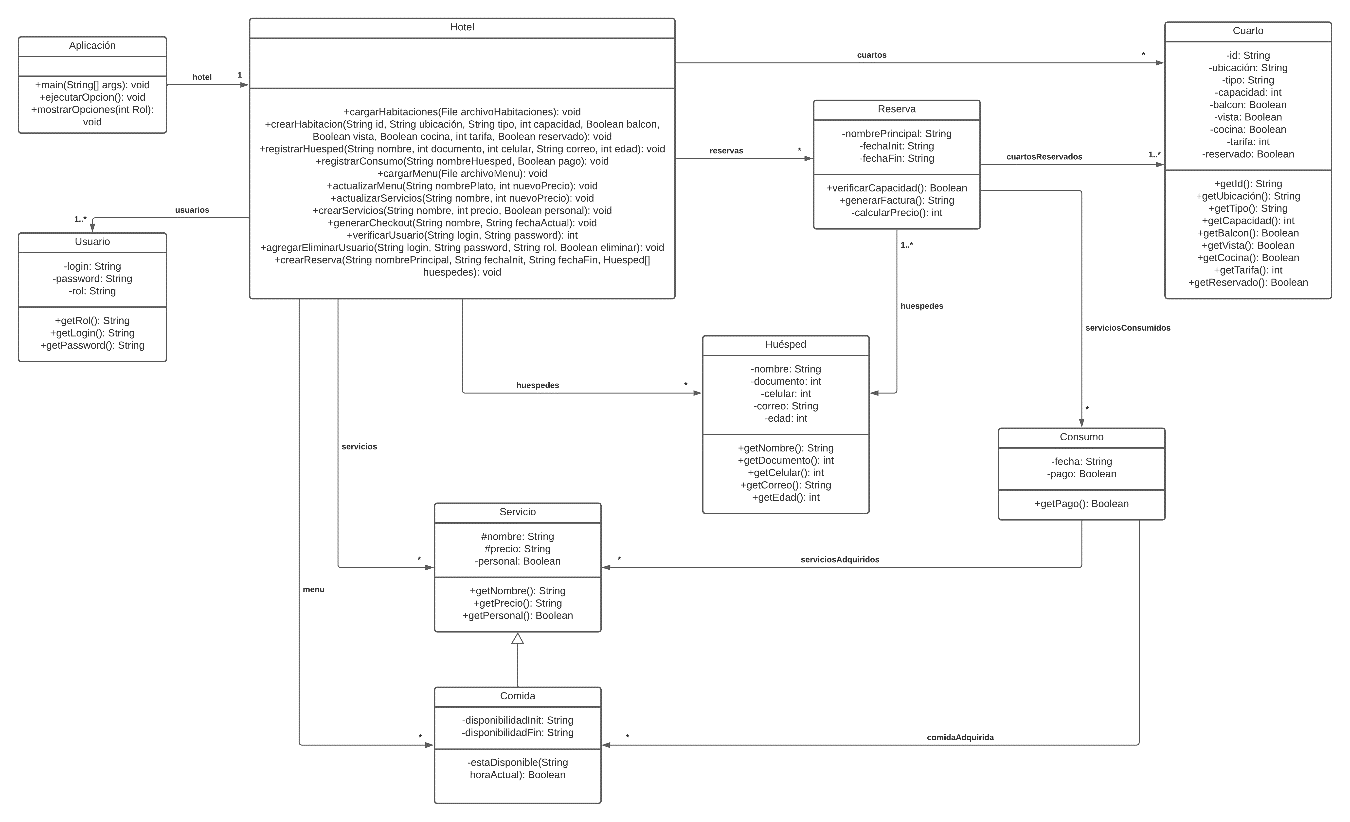 Aplicación
+main(String[] args): void
+ejecutarOpcion(): void
+mostrarOpciones(int Rol):
void
hotel
1
Hotel
+cargarHabitaciones(File archivoHabitaciones): void
+crearHabitacion(String id, String ubicación, String tipo, int capacidad, Boolean balcon,
Boolean vista, Boolean cocina, int tarifa, Boolean reservado): void
+registrarHuesped(String nombre, int documento, int celular, String correo, int edad): void
+registrarConsumo(String nombreHuesped, Boolean pago): void
+cargarMenu(File archivoMenu): void
+actualizarMenu(String nombrePlato, int nuevoPrecio): void
+actualizarServicios(String nombre, int nuevoPrecio): void
+crearServicios(String nombre, int precio, Boolean personal): void
+generarCheckout(String nombre, String fechaActual): void
+verificarUsuario(String login, String password): int
+agregarEliminarUsuario(String login, String password, String rol, Boolean eliminar): void
+crearReserva(String nombrePrincipal, String fechaInit, String fechaFin, Huesped[]
huespedes): void
cuartos
*
Cuarto
-id: String
-ubicación: String
-tipo: String
-capacidad: int
-balcon: Boolean
-vista: Boolean
-cocina: Boolean
-tarifa: int
-reservado: Boolean
+getId(): String
+getUbicación(): String
+getTipo(): String
+getCapacidad(): int
+getBalcon(): Boolean
+getVista(): Boolean
+getCocina(): Boolean
+getTarifa(): int
+getReservado(): Boolean
reservas
*
Reserva
-nombrePrincipal: String
-fechaInit: String
-fechaFin: String
+verificarCapacidad(): Boolean
+generarFactura(): String
-calcularPrecio(): int
cuartosReservados
1..*
usuarios
1..*
Usuario
-login: String
-password: String
-rol: String
+getRol(): String
+getLogin(): String
+getPassword(): String
1..*
huespedes
serviciosConsumidos
*
huespedes
*
Huésped
-nombre: String
-documento: int
-celular: int
-correo: String
-edad: int
+getNombre(): String
+getDocumento(): int
+getCelular(): int
+getCorreo(): String
+getEdad(): int
Consumo
-fecha: String
-pago: Boolean
+getPago(): Boolean
servicios
*
Servicio
#nombre: String
#precio: String
-personal: Boolean
+getNombre(): String
+getPrecio(): String
+getPersonal(): Boolean
*
serviciosAdquiridos
menu
*
Comida
-disponibilidadInit: String
-disponibilidadFin: String
-estaDisponible(String
horaActual): Boolean
*
comidaAdquirida